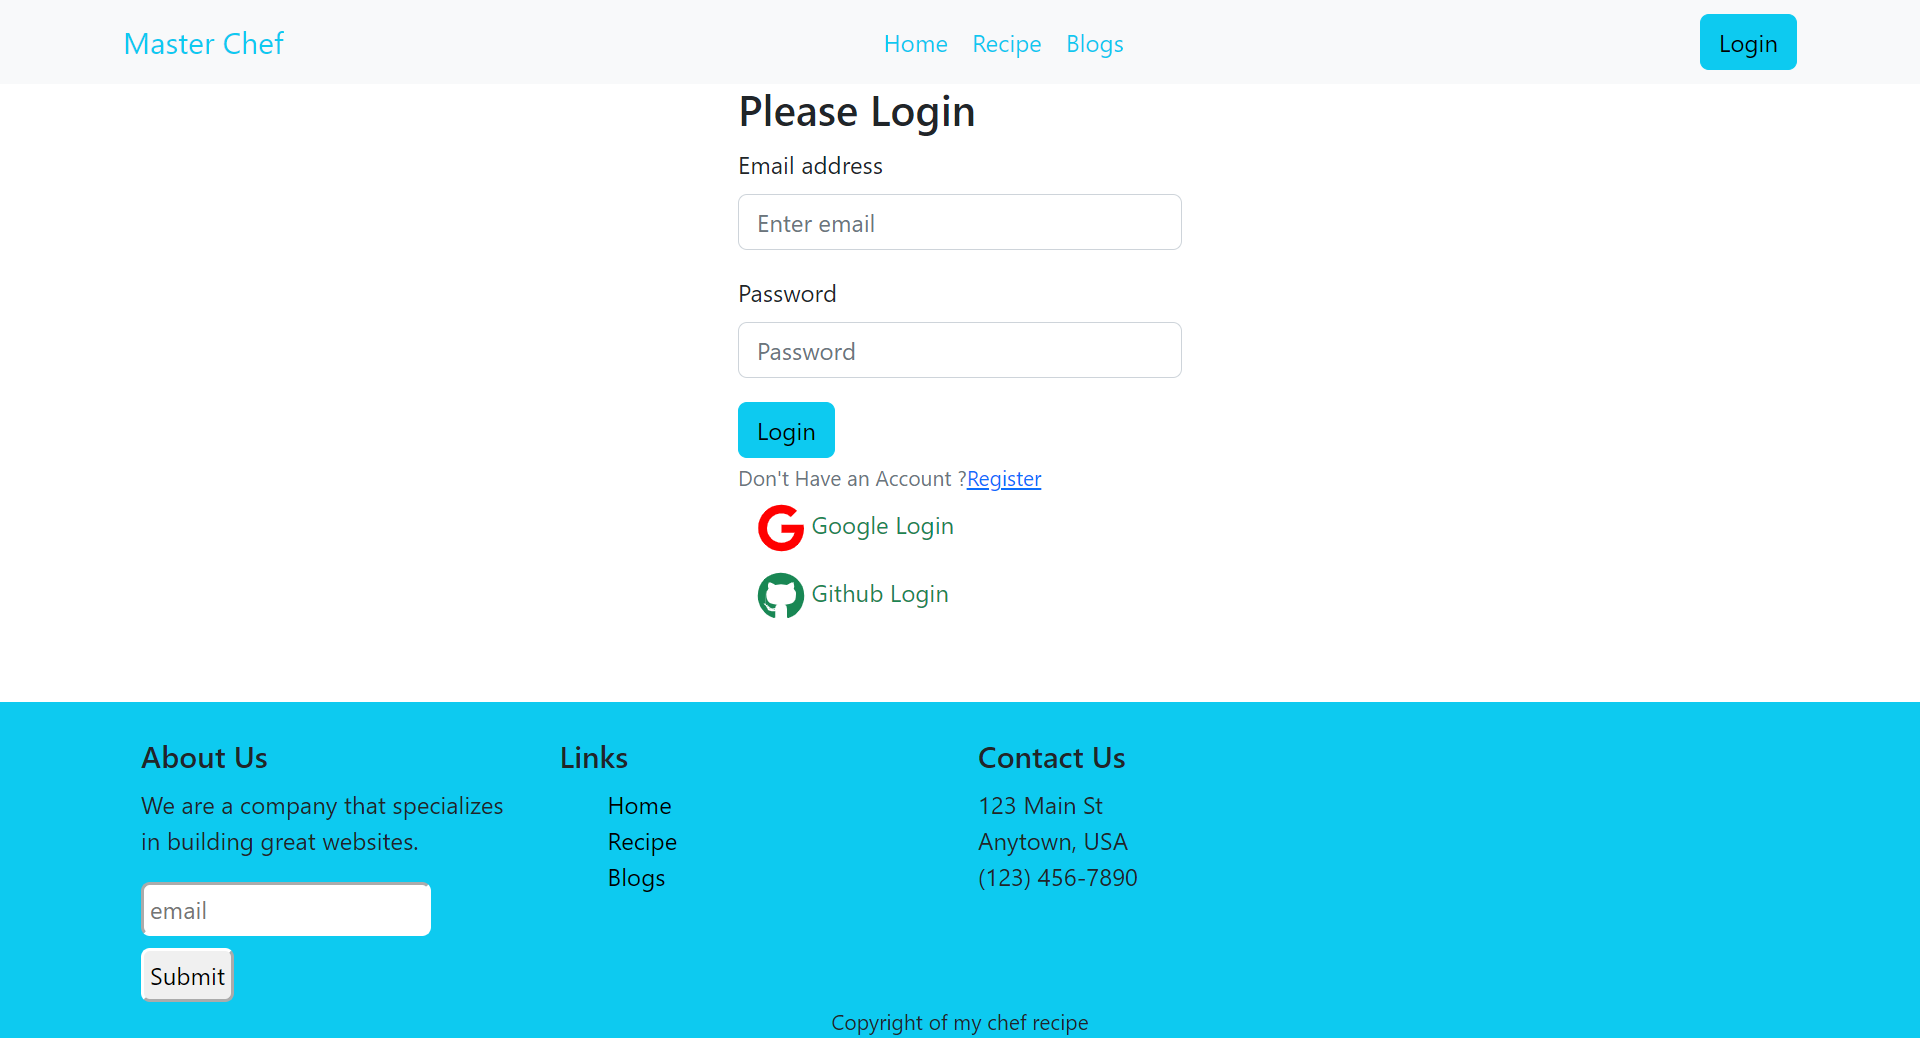 Master Chef
Home Recipe Blogs
Login
Please Login
Email address
Enter email
Password
Password
Login
Don't Have an Account ?Register
Google Login
Github Login
About Us
We are a company that specializes
in building great websites.
email
Submit
Links
Home
Recipe
Blogs
Contact Us
123 Main St
Anytown, USA
(123) 456-7890
Copyright of my chef recipe